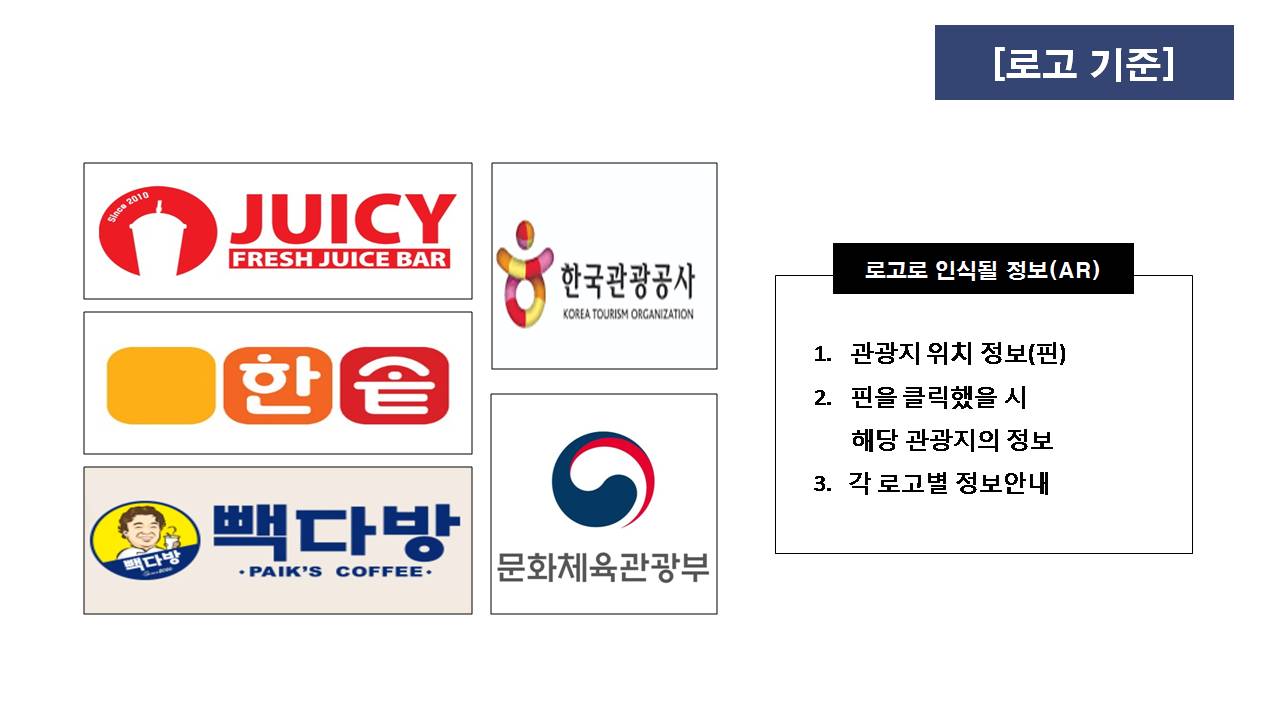 [로고 기준]
Since 2010
JUICY
FRESH JUICE BAR
한솥
빽다방
빽다방
·PAIK'S COFFEE·
한국관광공사
KOREA TOURISM ORGANIZATION
문화체육관광부
로고로 인식될 정보(AR)
1. 관광지 위치 정보(핀)
2. 핀을 클릭했을 시
해당 관광지의 정보
3. 각 로고별 정보안내